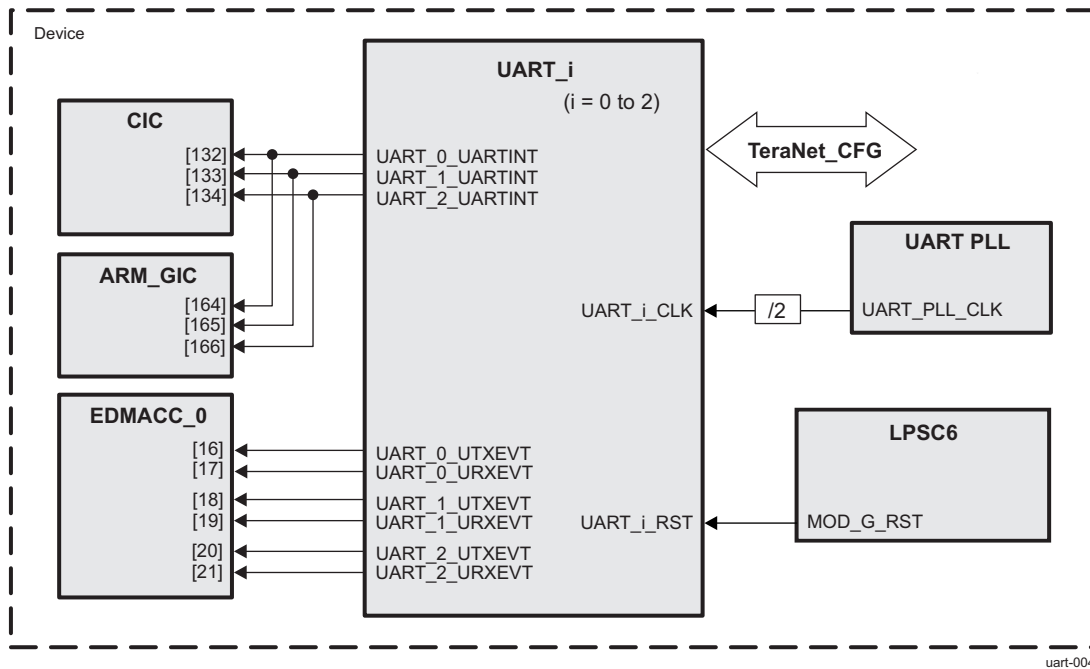 Device
UART_i
(i = 0 to 2)
CIC
[132]
[133]
[134]
UART_0_UARTINT
UART_1_UARTINT
UART_2_UARTINT
TeraNet_CFG
ARM_GIC
[164]
[165]
[166]
UART PLL
UART_i_CLK
/2
UART_PLL_CLK
EDMACC_0
[16]
[17]
[18]
[19]
[20]
[21]
UART_0_UTXEVT
UART_0_URXEVT
UART_1_UTXEVT
UART_1_URXEVT
UART_2_UTXEVT
UART_2_URXEVT
LPSC6
UART_i_RST
MOD_G_RST